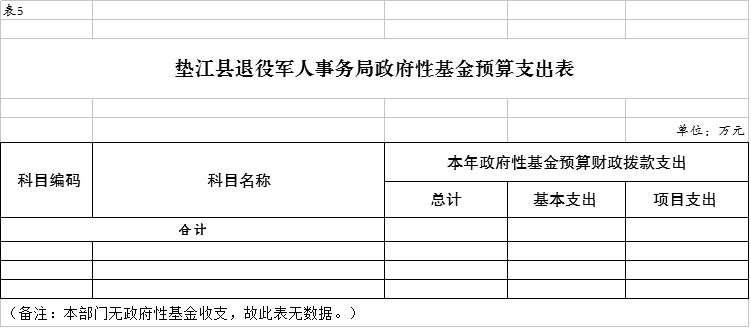 表5
垫江县退役军人事务局政府性基金预算支出表
单位：万元
科目编码 科目名称 本年政府性基金预算财政拨款支出
总计 基本支出 项目支出
合计
（备注：本部门无政府性基金收支，故此表无数据。）